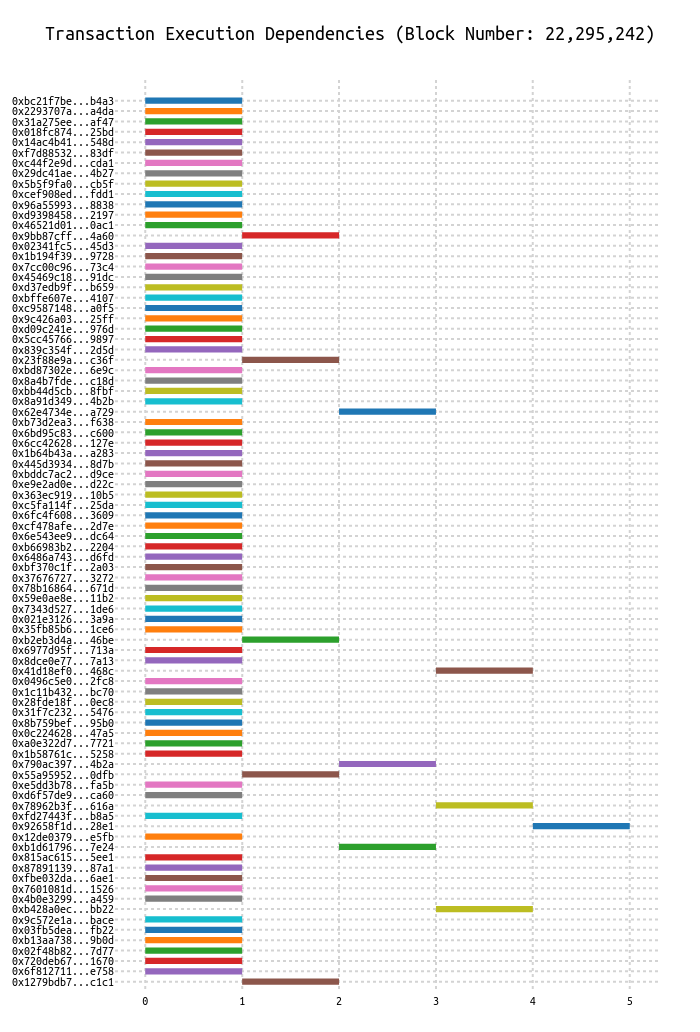 Transaction Execution Dependencies (Block Number: 22,295,242)
0xbc21f7be...b4a3
0x2293707a...a4da
0x31a275ee...af47
0x018fc874...25bd
0x14ac4b41...548d
0xf7d88532...83df
0xc44f2e9d...cda1
0x29dc41ae...4b27
0x5b5f9fa0...cb5f
0xcef908ed...fdd1
0x96a55993...8838
0xd9398458...2197
0x46521d01...0ac1
0x9bb87cff...4a60
0x02341fc5...45d3
0x1b194f39...9728
0x7cc00c96...73c4
0x45469c18...91dc
0xd37edb9f...b659
0xbffe607e...4107
0xc9587148...a0f5
0x9c426a03...25ff
0xd09c241e...976d
0x5cc45766...9897
0x839c354f...2d5d
0x23f88e9a...c36f
0xbd87302e...6e9c
0x8a4b7fde...c18d
0xbb44d5cb...8fbf
0x8a91d349...4b2b
0x62e4734e...a729
0xb73d2ea3...f638
0x6bd95c83...c600
0x6cc42628...127e
0x1b64b43a...a283
0x445d3934...8d7b
0xbddc7ac2...d9ce
0xe9e2ad0e...d22c
0x363ec919...10b5
0xc5fa114f...25da
0x6fc4f608...3609
0xcf478afe...2d7e
0x6e543ee9...dc64
0xb66983b2...2204
0x6486a743...d6fd
0xbf370c1f...2a03
0x37676727...3272
0x78b16864...671d
0x59e0ae8e...11b2
0x7343d527...1de6
0x021e3126...3a9a
0x35fb85b6...1ce6
0xb2eb3d4a...46be
0x6977d95f...713a
0x8dce0e77...7a13
0x41d18ef0...468c
0x0496c5e0...2fc8
0x1c11b432...bc70
0x28fde18f...0ec8
0x31f7c232...5476
0x8b759bef...95b0
0x0c224628...47a5
0xa0e322d7...7721
0x1b58761c...5258
0x790ac397...4b2a
0x55a95952...0dfb
0xe5dd3b78...fa5b
0xd6f57de9...ca60
0x78962b3f...616a
0xfd27443f...b8a5
0x92658f1d...28e1
0x12de0379...e5fb
0xb1d61796...7e24
0x815ac615...5ee1
0x87891139...87a1
0xfbe032da...6ae1
0x7601081d...1526
0x4b0e3299...a459
0xb428a0ec...bb22
0x9c572e1a...bace
0x03fb5dea...fb22
0xb13aa738...9b0d
0x02f48b82...7d77
0x720deb67...1670
0x6f812711...e758
0x1279bdb7...c1c1
0 1 2 3 4 5